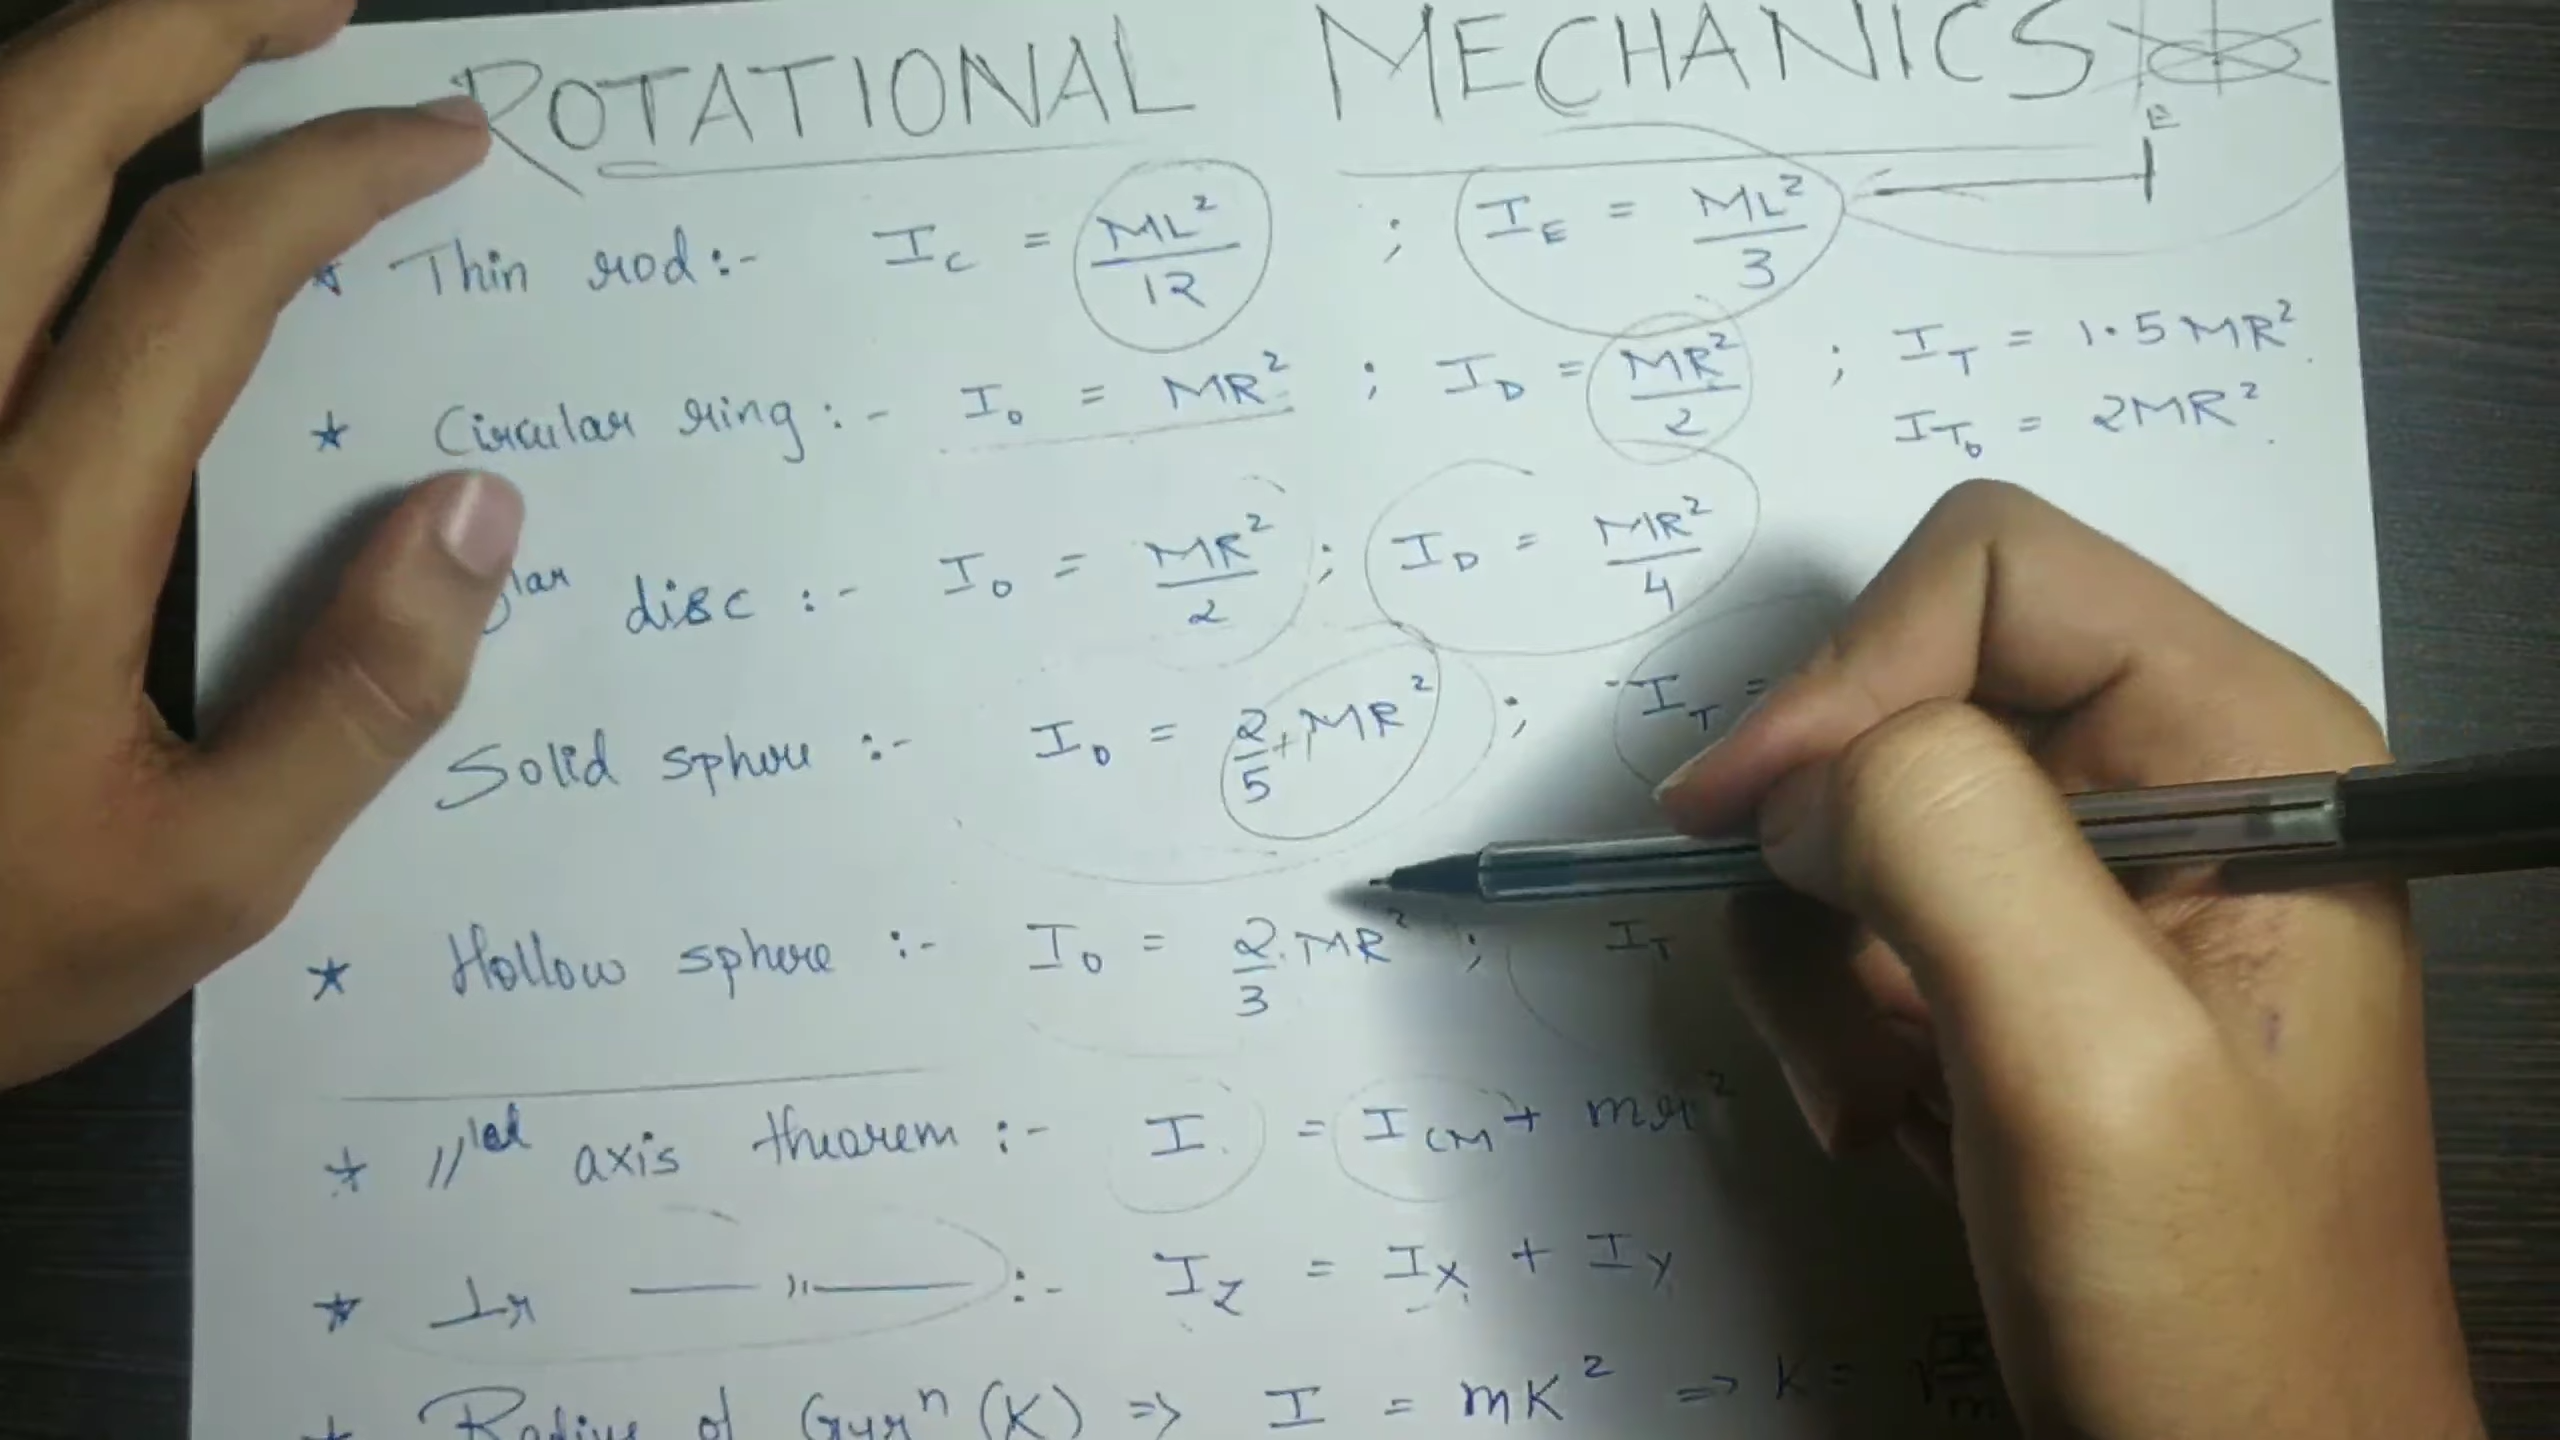 ROTATIONAL MECHANICS
E
★ Thin rod:- I_C = ML²/12 ; I_E = ML²/3
★ Circular ring :- I_0 = MR² ; I_D = MR²/2 ; I_T = 1.5 MR²
I_T0 = 2MR²
lar disc :- I_0 = MR²/2 ; I_D = MR²/4
Solid sphere :- I_0 = 2/5 MR² ; I_T =
★ Hollow sphere :- I_0 = 2/3 MR² ; I_T
★ //lel axis theorem :- I = I_CM + mr²
★ ⊥r —— ,, —— :- I_Z = I_X + I_Y
★ Radius of Gyrⁿ (K) => I = mK² => K =